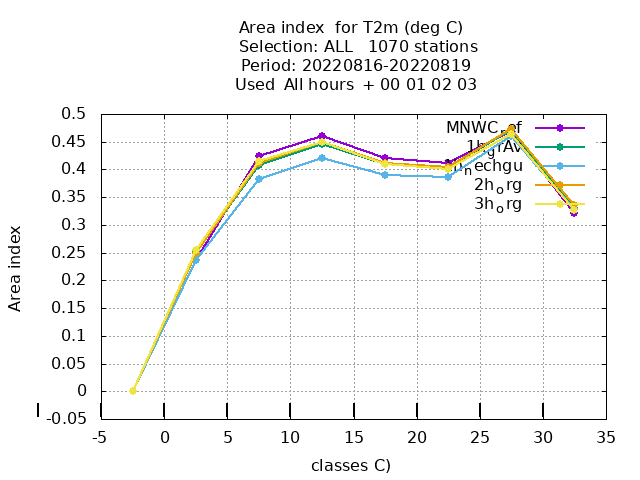 Area index  for T2m (deg C)
Selection: ALL   1070 stations
Period: 20220816-20220819
Used  All hours  + 00 01 02 03
0.5
0.45
0.4
0.35
0.3
0.25
0.2
0.15
0.1
0.05
0
-0.05
Area index
-5
0
5
10
15
20
25
30
35
classes C)
2h_org
3h_org